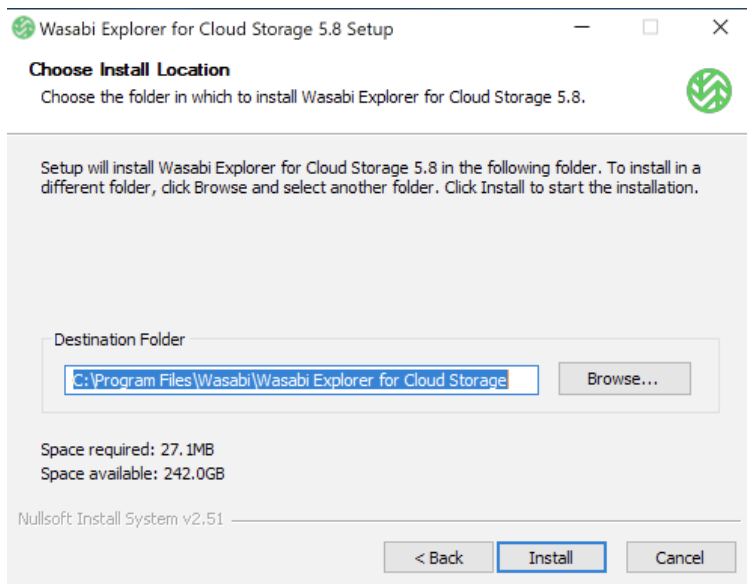 Wasabi Explorer for Cloud Storage 5.8 Setup
Choose Install Location
Choose the folder in which to install Wasabi Explorer for Cloud Storage 5.8.
Setup will install Wasabi Explorer for Cloud Storage 5.8 in the following folder. To install in a
different folder, click Browse and select another folder. Click Install to start the installation.
Destination Folder
C:\Program Files\Wasabi\Wasabi Explorer for Cloud Storage
Browse...
Space required: 27.1MB
Space available: 242.0GB
Nullsoft Install System v2.51
< Back
Install
Cancel